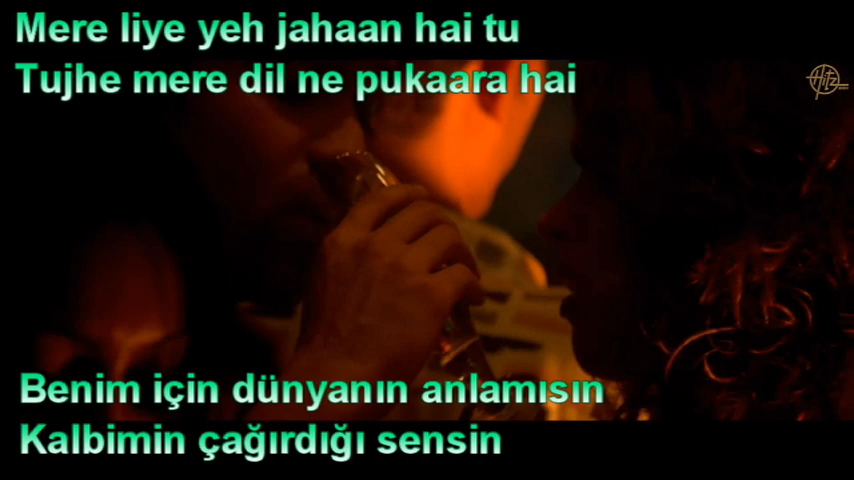 Mere liye yeh jahaan hai tu
Tujhe mere dil ne pukaara hai
Hitz
Benim için dünyanın anlamısın
Kalbimin çağırdığı sensin